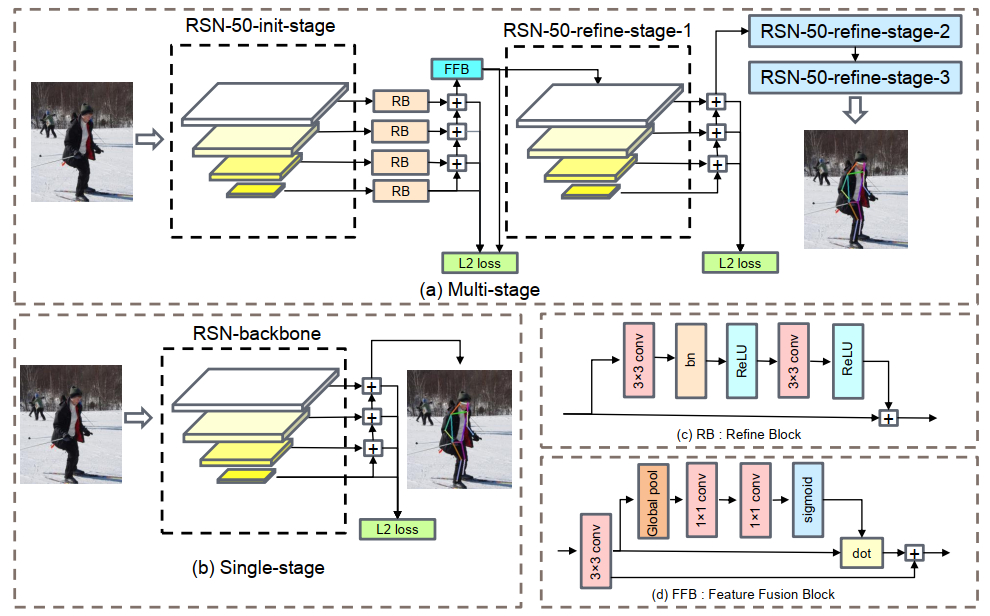 RSN-50-init-stage
RSN-50-refine-stage-1
RSN-50-refine-stage-2
RSN-50-refine-stage-3
FFB
RB
RB
RB
RB
+
+
+
+
+
+
L2 loss
L2 loss
(a) Multi-stage
RSN-backbone
+
+
+
L2 loss
(b) Single-stage
3×3 conv
bn
ReLU
3×3 conv
ReLU
+
(c) RB : Refine Block
3×3 conv
Global pool
1×1 conv
1×1 conv
sigmoid
dot
+
(d) FFB : Feature Fusion Block